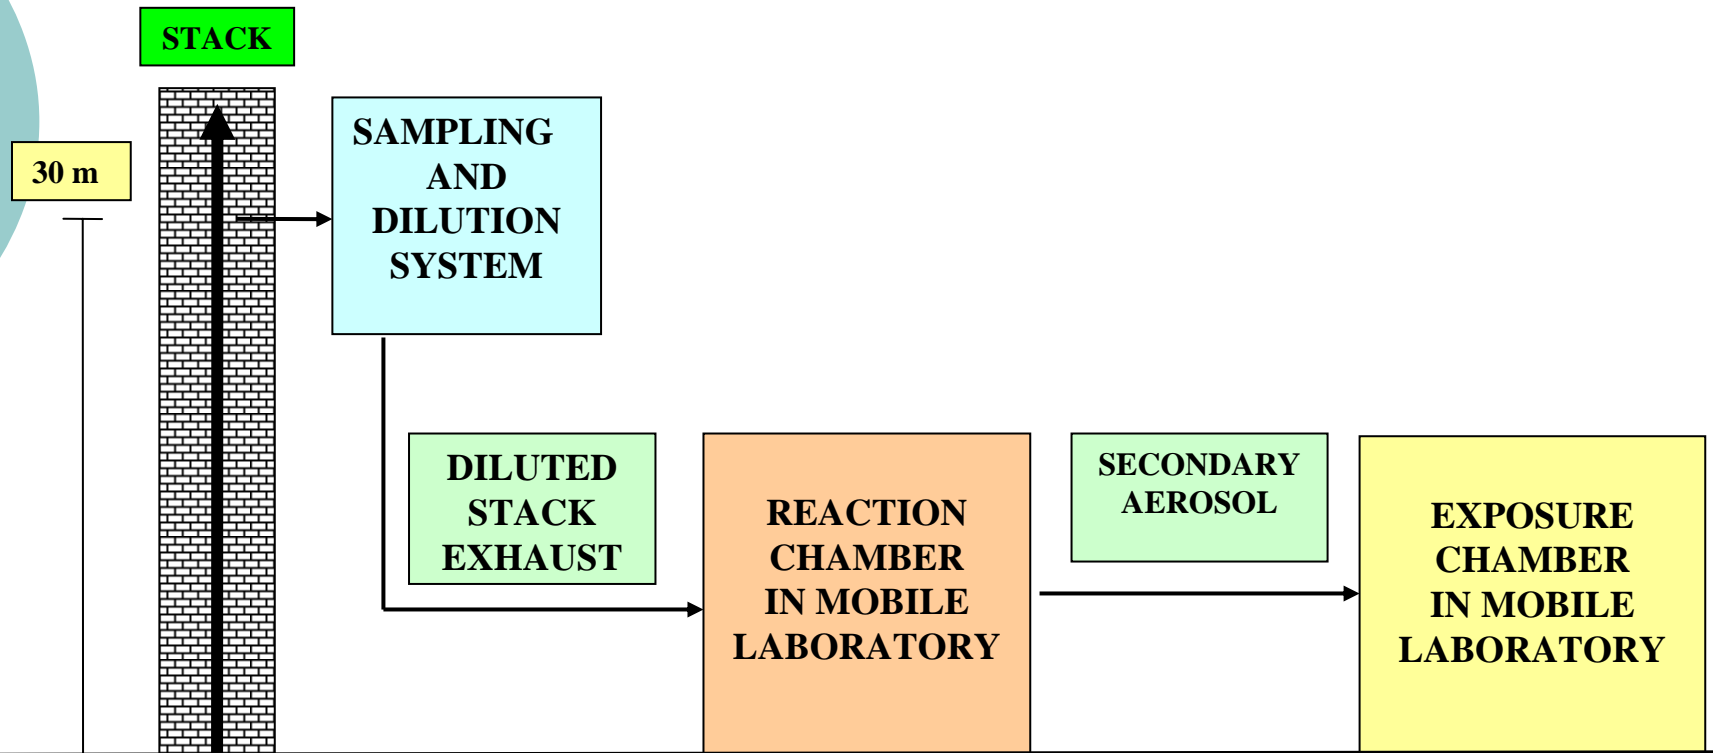 STACK
30 m
SAMPLING
AND
DILUTION
SYSTEM
DILUTED
STACK
EXHAUST
REACTION
CHAMBER
IN MOBILE
LABORATORY
SECONDARY
AEROSOL
EXPOSURE
CHAMBER
IN MOBILE
LABORATORY